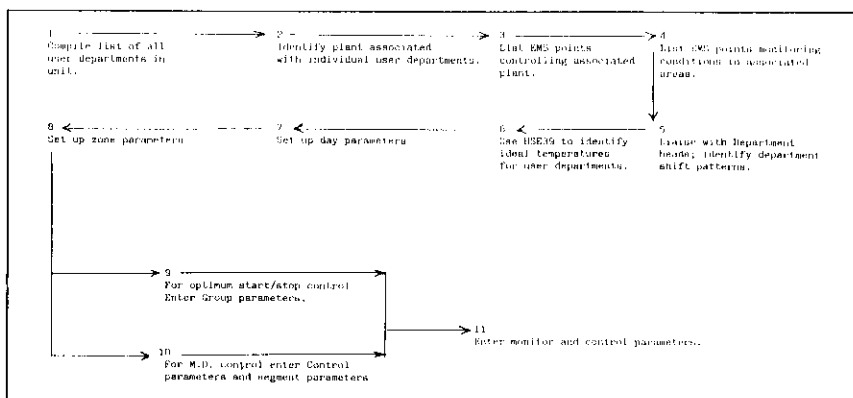 1
Compile list of all
user departments in
unit.
2
Identify plant associated
with individual user departments.
3
List EMS points
controlling associated
plant.
4
List EMS points monitoring
conditions in associated
areas.
5
Liaise with Department
heads; identify department
shift patterns.
6
Use HSE39 to identify
ideal temperatures
for user departments.
7
Set up day parameters
8
Set up zone parameters
9
For optimum start/stop control
Enter Group parameters.
10
For M.D. control enter Control
parameters and segment parameters
11
Enter monitor and control parameters.